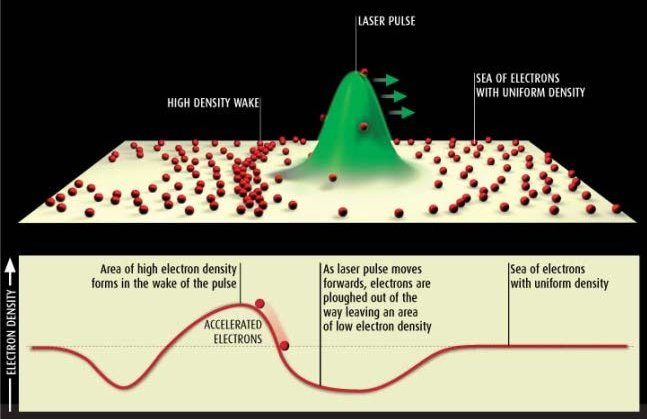 LASER PULSE
HIGH DENSITY WAKE
SEA OF ELECTRONS
WITH UNIFORM DENSITY
ELECTRON DENSITY
Area of high electron density
forms in the wake of the pulse
ACCELERATED
ELECTRONS
As laser pulse moves
forwards, electrons are
ploughed out of the
way leaving an area
of low electron density
Sea of electrons
with uniform density